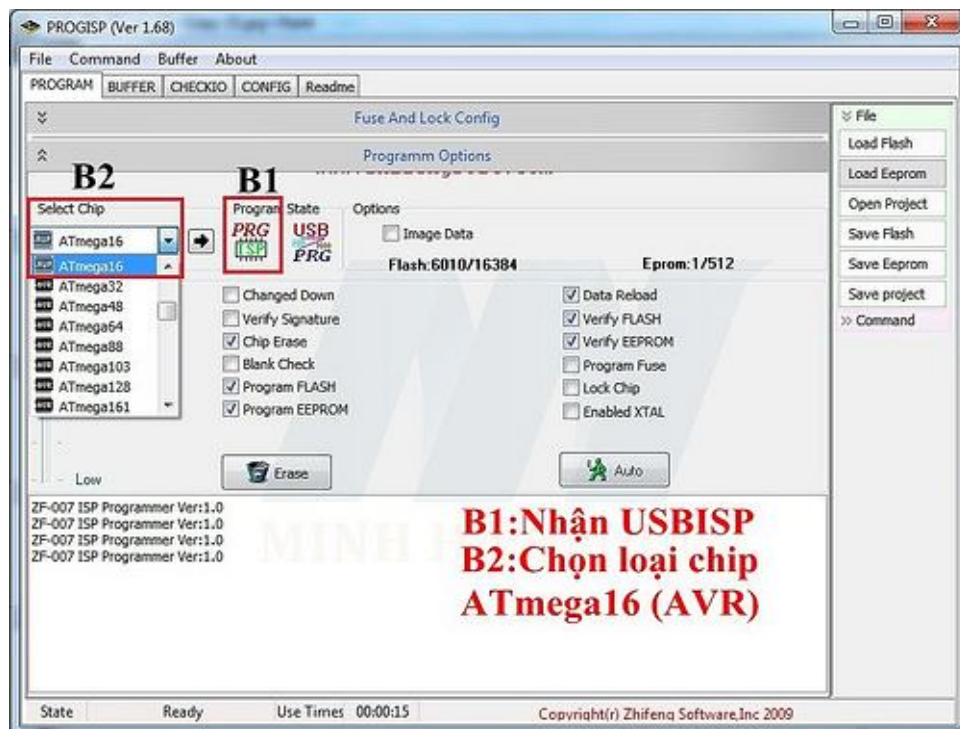 PROGISP (Ver 1.68)
File Command Buffer About
PROGRAM BUFFER CHECKIO CONFIG Readme
Fuse And Lock Config
Programm Options
B2
B1
Select Chip
Program State
Options
ATmega16
PRG
ISP
USB
PRG
Image Data
Flash:6010/16384
Eprom:1/512
ATmega16
ATmega32
ATmega48
ATmega64
ATmega88
ATmega103
ATmega128
ATmega161
Changed Down
Verify Signature
Chip Erase
Blank Check
Program FLASH
Program EEPROM
Data Reload
Verify FLASH
Verify EEPROM
Program Fuse
Lock Chip
Enabled XTAL
Low
Erase
Auto
ZF-007 ISP Programmer Ver:1.0
ZF-007 ISP Programmer Ver:1.0
ZF-007 ISP Programmer Ver:1.0
ZF-007 ISP Programmer Ver:1.0
MINH
B1:Nhận USBISP
B2:Chọn loại chip
ATmega16 (AVR)
File
Load Flash
Load Eeprom
Open Project
Save Flash
Save Eeprom
Save project
Command
State Ready Use Times 00:00:15 Copyright(r) Zhifeng Software,Inc 2009